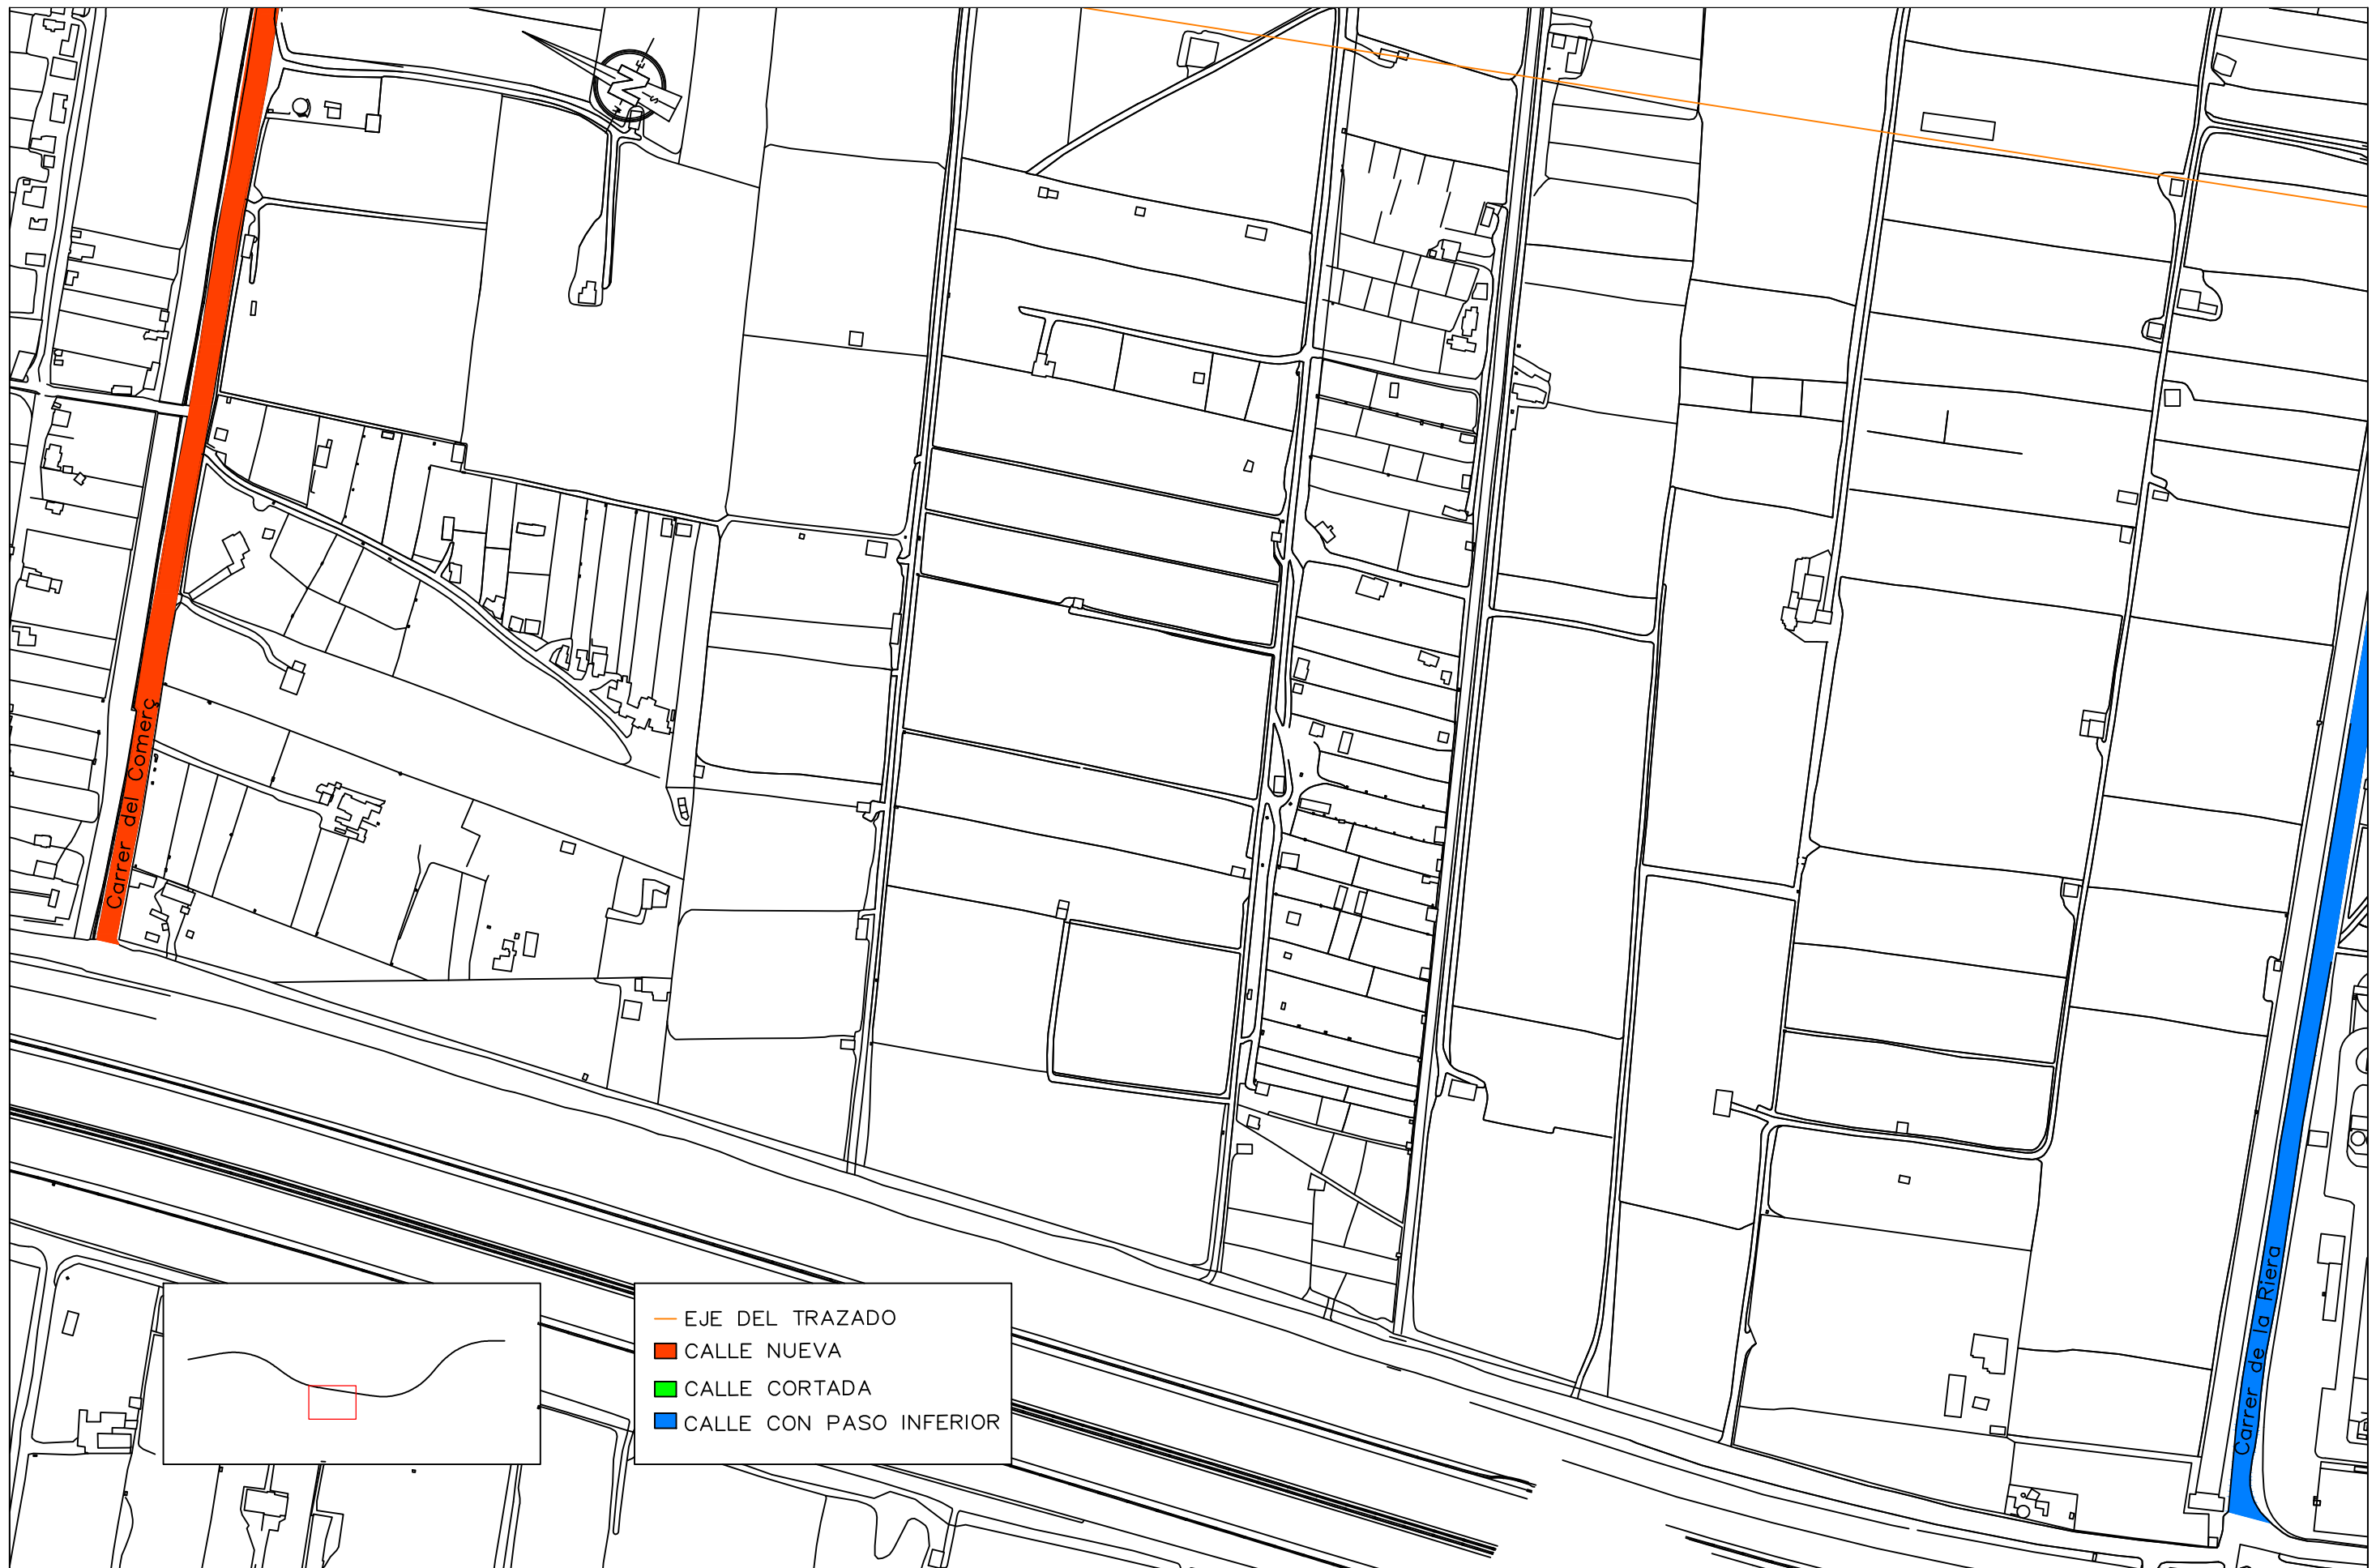 N
S
Carrer del Comerç
Carrer de la Riera
EJE DEL TRAZADO
CALLE NUEVA
CALLE CORTADA
CALLE CON PASO INFERIOR